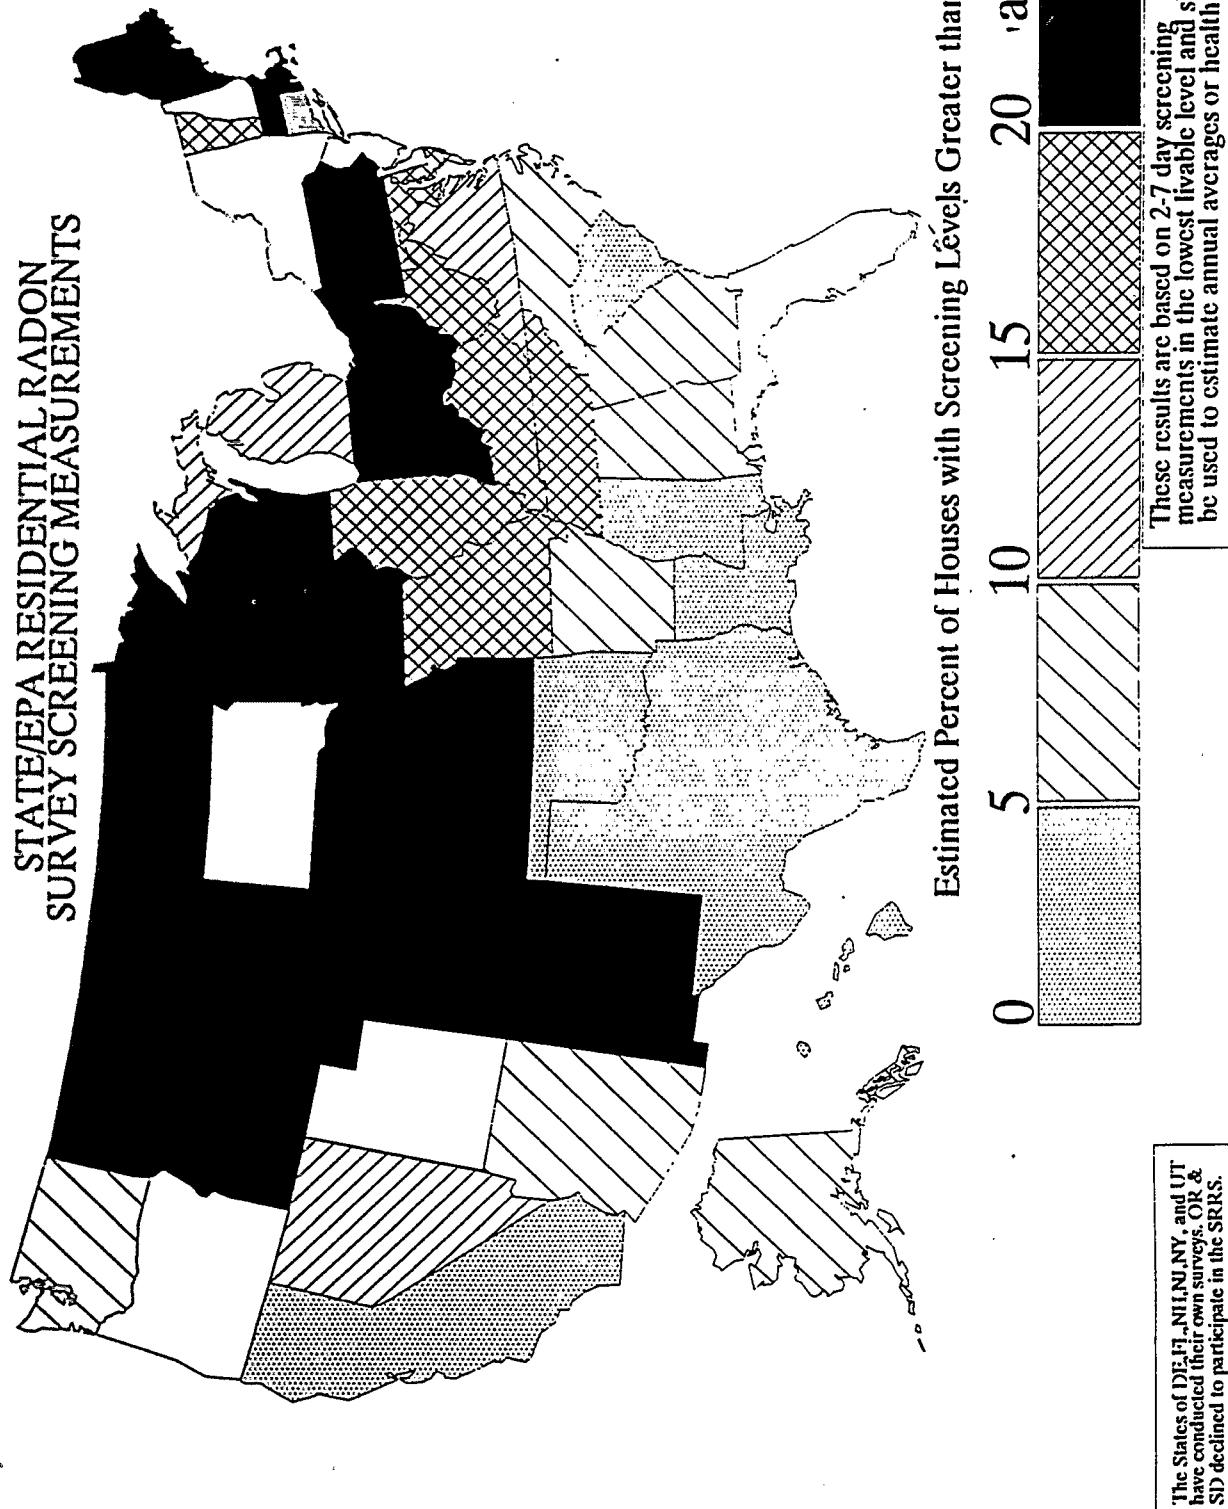 STATE/EPA RESIDENTIAL RADON
SURVEY SCREENING MEASUREMENTS
Estimated Percent of Houses with Screening Levels Greater than
0 5 10 15 20
The States of DE,FL,NH,NJ,NY, and UT
have conducted their own surveys. OR &
SD declined to participate in the SRRS.
These results are based on 2-7 day screening
measurements in the lowest livable level and s
be used to estimate annual averages or health